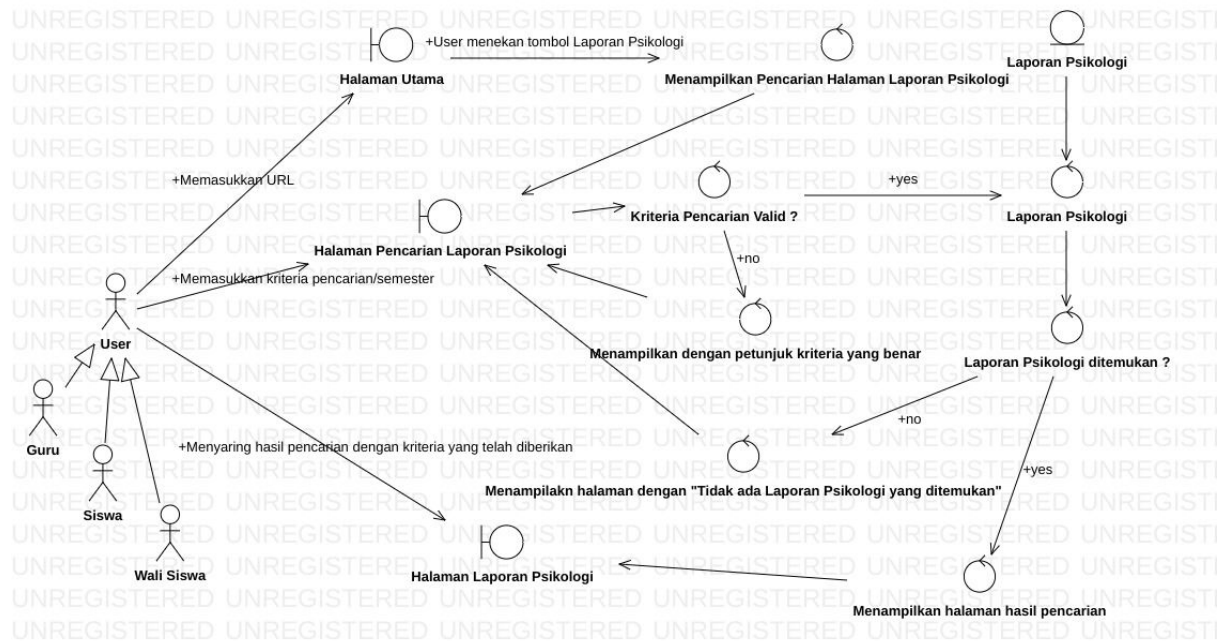 UNREGISTERED
+User menekan tombol Laporan Psikologi
Halaman Utama
Menampilkan Pencarian Halaman Laporan Psikologi
Laporan Psikologi
+Memasukkan URL
+yes
Kriteria Pencarian Valid ?
Laporan Psikologi
Halaman Pencarian Laporan Psikologi
+no
+Memasukkan kriteria pencarian/semester
User
Menampilkan dengan petunjuk kriteria yang benar
Laporan Psikologi ditemukan ?
+no
Guru
+Menyaring hasil pencarian dengan kriteria yang telah diberikan
+yes
Menampilakn halaman dengan "Tidak ada Laporan Psikologi yang ditemukan"
Siswa
Wali Siswa
Halaman Laporan Psikologi
Menampilkan halaman hasil pencarian